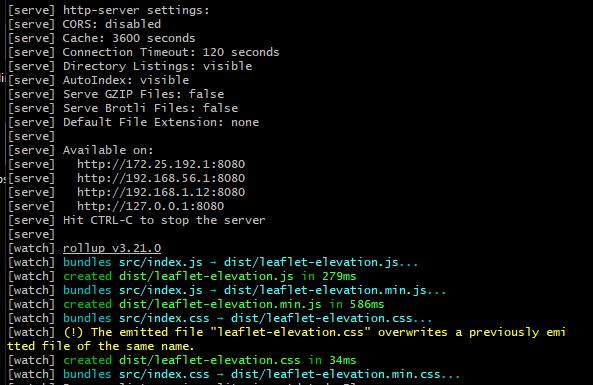 [serve] http-server settings:
[serve] CORS: disabled
[serve] Cache: 3600 seconds
[serve] Connection Timeout: 120 seconds
[serve] Directory Listings: visible
[serve] AutoIndex: visible
[serve] Serve GZIP Files: false
[serve] Serve Brotli Files: false
[serve] Default File Extension: none
[serve]
[serve] Available on:
[serve]   http://172.25.192.1:8080
[serve]   http://192.168.56.1:8080
[serve]   http://192.168.1.12:8080
[serve]   http://127.0.0.1:8080
[serve] Hit CTRL-C to stop the server
[serve]
[watch] rollup v3.21.0
[watch] bundles src/index.js → dist/leaflet-elevation.js...
[watch] created dist/leaflet-elevation.js in 279ms
[watch] bundles src/index.js → dist/leaflet-elevation.min.js...
[watch] created dist/leaflet-elevation.min.js in 586ms
[watch] bundles src/index.css → dist/leaflet-elevation.css...
[watch] (!) The emitted file "leaflet-elevation.css" overwrites a previously emi
tted file of the same name.
[watch] created dist/leaflet-elevation.css in 34ms
[watch] bundles src/index.css → dist/leaflet-elevation.min.css...